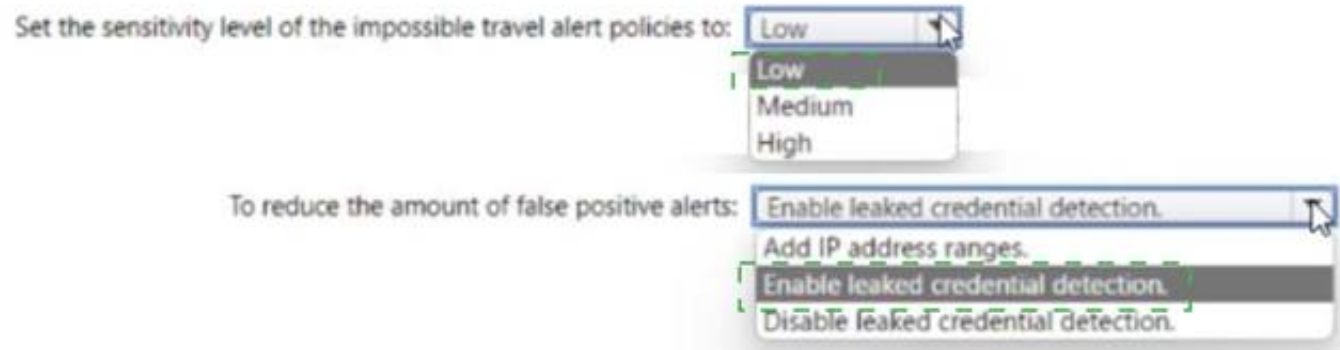 Set the sensitivity level of the impossible travel alert policies to: Low
Low
Medium
High
To reduce the amount of false positive alerts: Enable leaked credential detection.
Add IP address ranges.
Enable leaked credential detection.
Disable leaked credential detection.